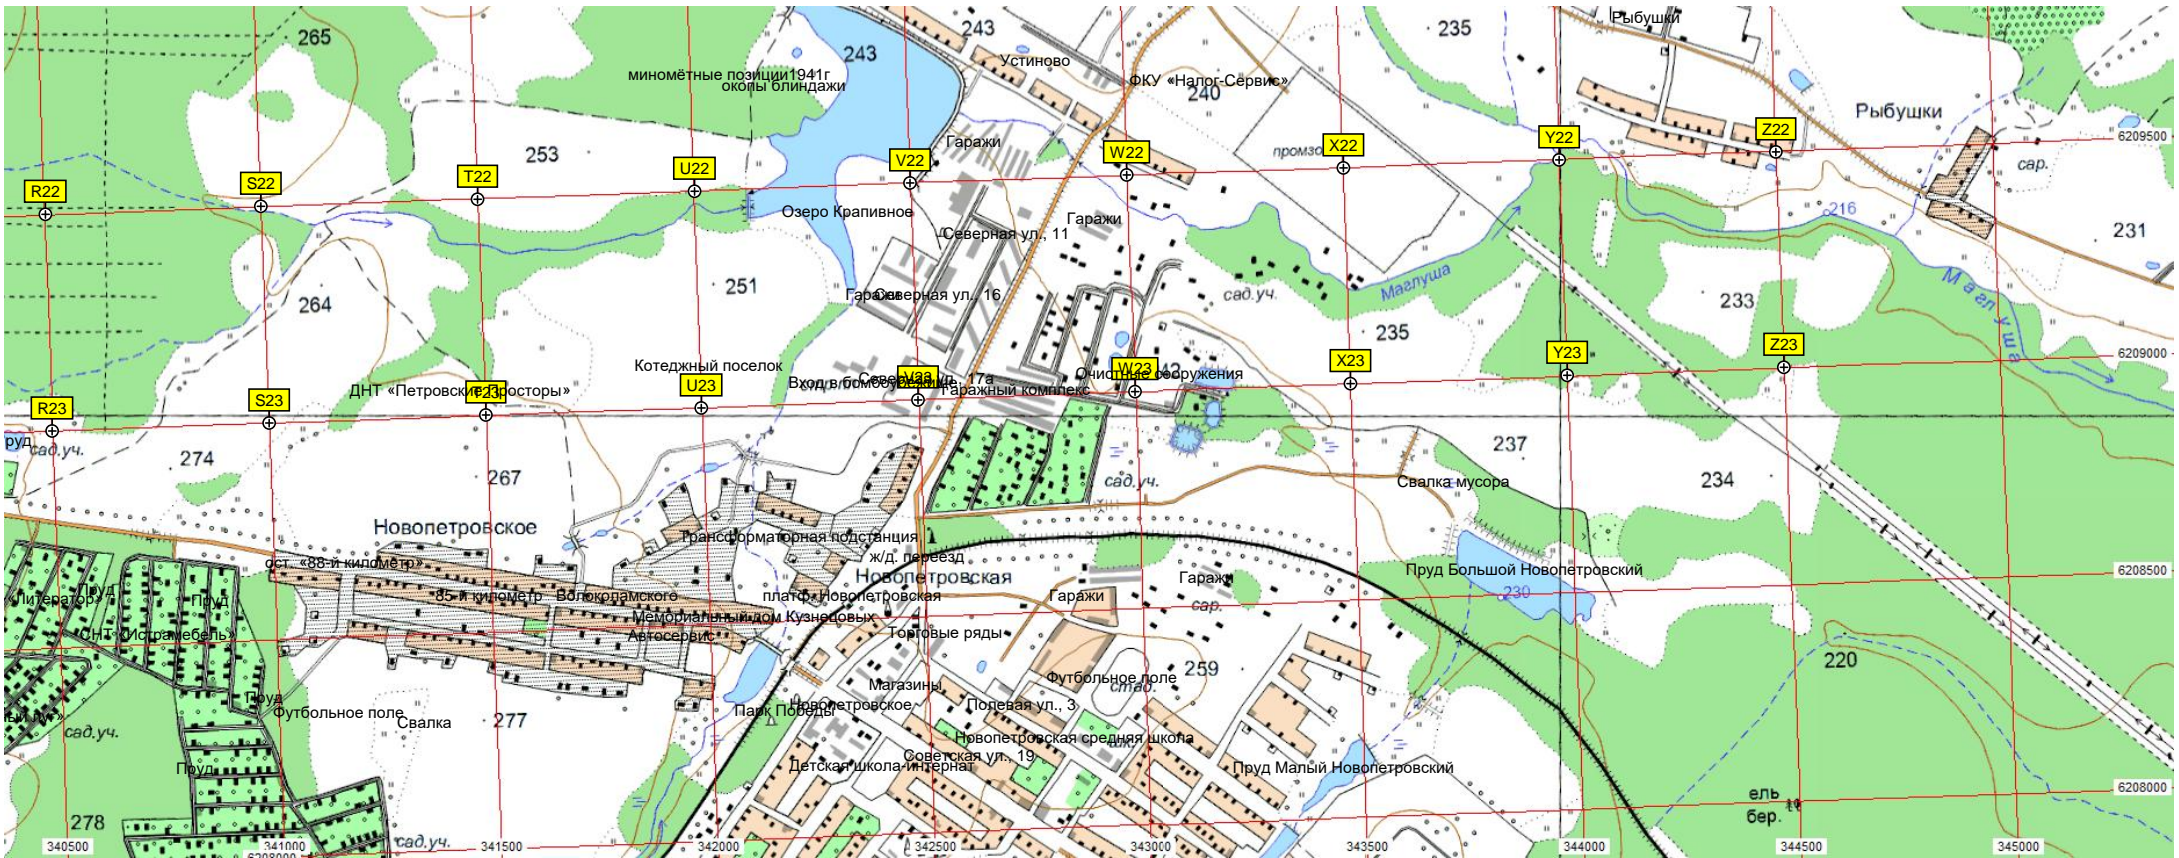 265
243
243
235
Рыбушки
Устиново
миномётные позиции1941г
окопы блиндажи
ФКУ «Налог-Сервис»
240
Рыбушки
253
Гаражи
V22
W22
X22
Y22
Z22
6209500
промзо
сар.
R22
S22
T22
U22
Озеро Крапивное
Гаражи
216
Северная ул., 11
231
264
251
Гаражи
Северная ул., 16
сад.уч.
Маглуша
233
Маглуша
235
6209000
Котеджный поселок
ДНТ «Петровские Просторы»
T23
U23
Вход в бомбоубежище
Северная ул., 17а
V23
Гаражный комплекс
W23
Очистные сооружения
X23
Y23
Z23
R23
S23
руд
сад.уч.
274
267
237
234
сад.уч.
Свалка мусора
Новопетровское
Трансформаторная подстанция
ж/д. переезд
ост. «88-й километр»
Новопетровская
Гаражи
Пруд Большой Новопетровский
6208500
230
Литератор»
Пруд
Пруд
85-й километр
Волоколамского
платф. Новопетровская
Гаражи
сар.
СНТ «Истрамебель»
Мемориальный дом Кузнецовых
Автосервис
Торговые ряды
259
220
Пруд
Магазины
Футбольное поле
стад.
ый луг»
Футбольное поле
Свалка
277
Парк Победы
Новопетровское
Полевая ул., 3
сад.уч.
Новопетровская средняя школа
Советская ул., 19
Пруд
Детская школа-интернат
Пруд Малый Новопетровский
6208000
ель
бер.
278
сад.уч.
340500
341000
341500
342000
342500
343000
343500
344000
344500
345000
6208000